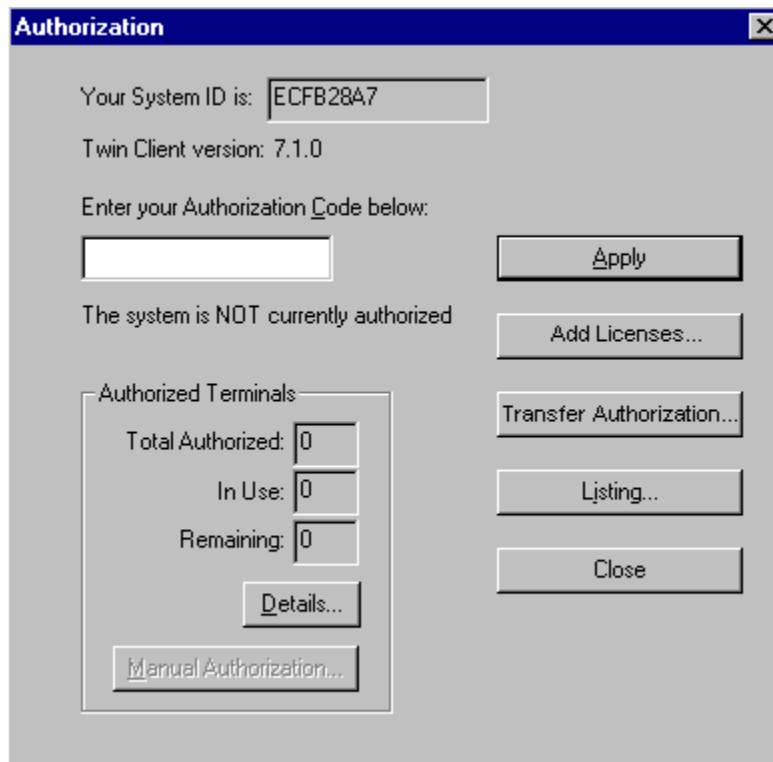 Authorization
Your System ID is: ECFB28A7
Twin Client version: 7.1.0
Enter your Authorization Code below:
Apply
The system is NOT currently authorized
Add Licenses...
Authorized Terminals
Total Authorized: 0
In Use: 0
Remaining: 0
Details...
Manual Authorization...
Transfer Authorization...
Listing...
Close